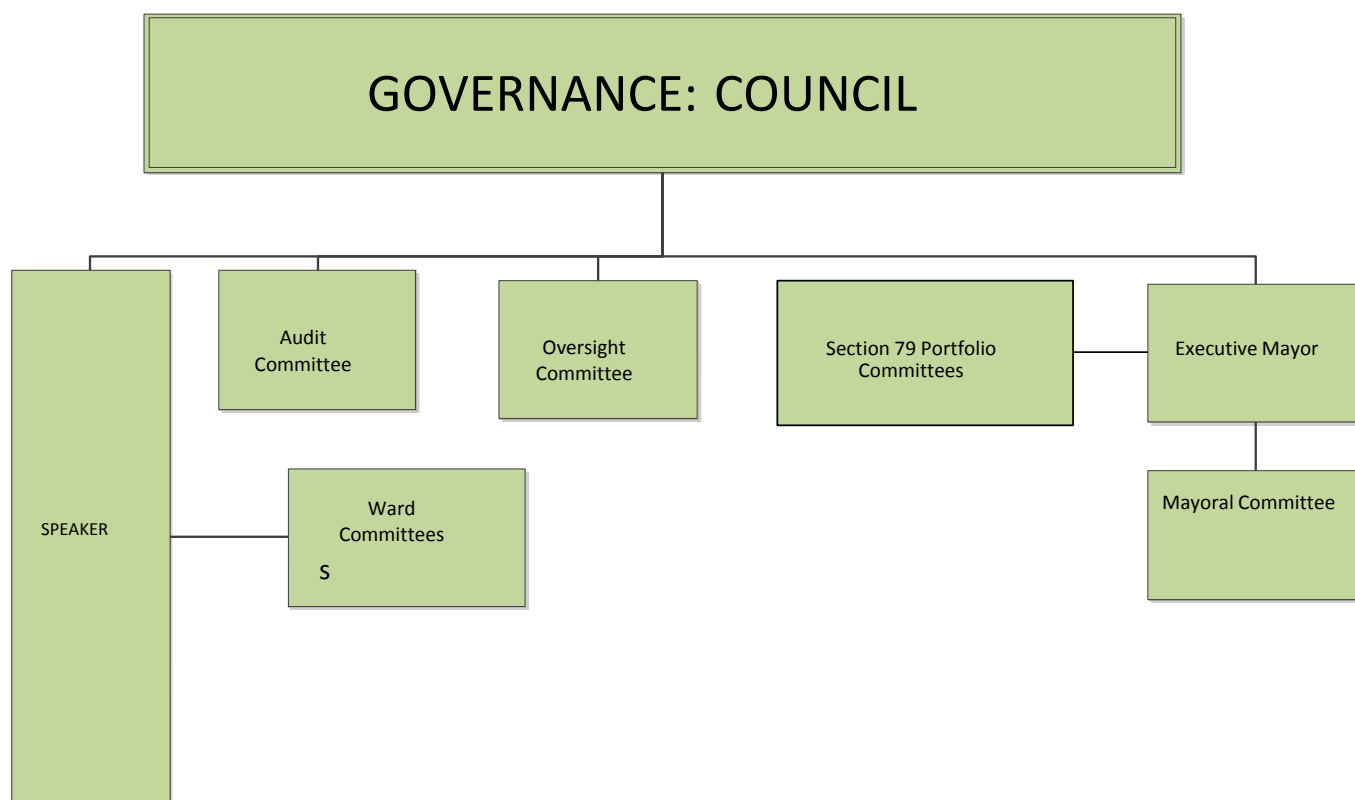 GOVERNANCE: COUNCIL
Audit
Committee
Oversight
Committee
Section 79 Portfolio
Committees
Executive Mayor
SPEAKER
Ward
Committees
s
Mayoral Committee